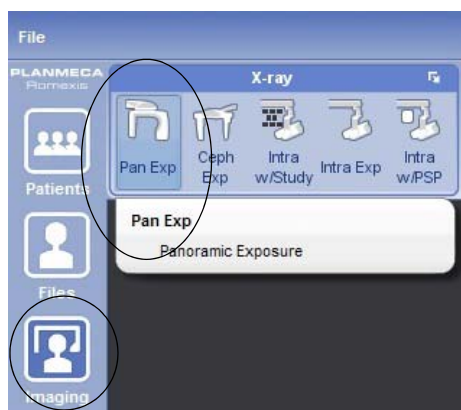 File
PLANMECA
Romexis
X-ray
Pan Exp
Ceph
Exp
Intra
w/Study
Intra Exp
Intra
w/PSP
Patients
Pan Exp
Panoramic Exposure
Files
Imaging